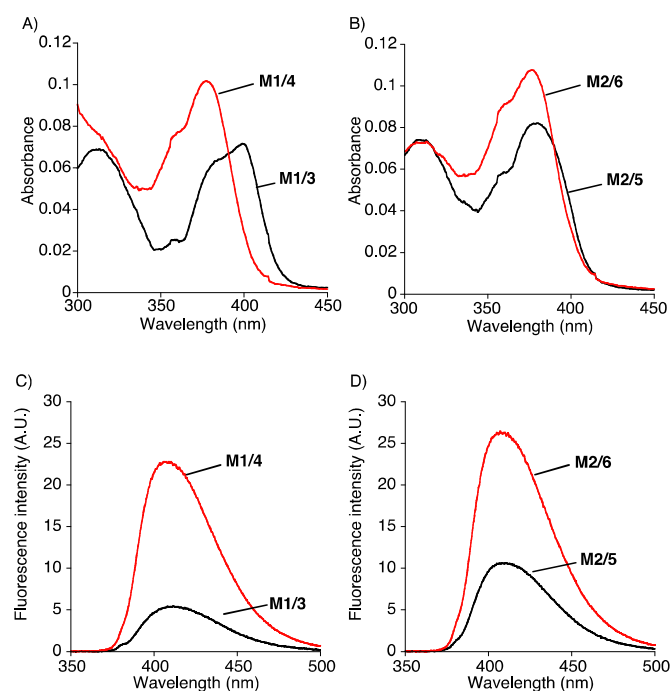 A)
0.12
0.1
0.08
0.06
0.04
0.02
0
Absorbance
M1/4
M1/3
300 350 400 450
Wavelength (nm)
B)
0.12
0.1
0.08
0.06
0.04
0.02
0
Absorbance
M2/6
M2/5
300 350 400 450
Wavelength (nm)
C)
30
25
20
15
10
5
0
Fluorescence intensity (A.U.)
M1/4
M1/3
350 400 450 500
Wavelength (nm)
D)
30
25
20
15
10
5
0
Fluorescence intensity (A.U.)
M2/6
M2/5
350 400 450 500
Wavelength (nm)